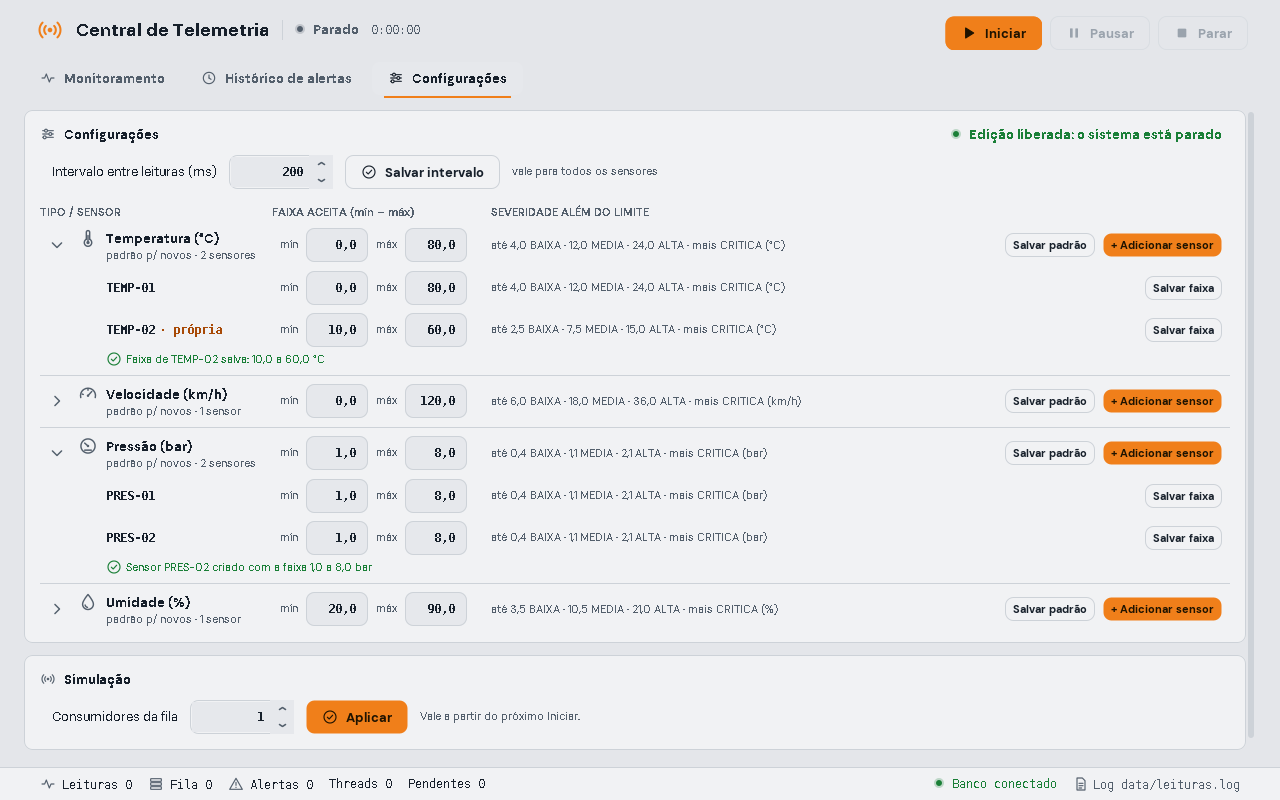 Central de Telemetria
Parado 0:00:00
Iniciar
Pausar
Parar
Monitoramento
Histórico de alertas
Configurações
Configurações
Edição liberada: o sistema está parado
Intervalo entre leituras (ms) 200 Salvar intervalo vale para todos os sensores
TIPO / SENSOR FAIXA ACEITA (mín – máx) SEVERIDADE ALÉM DO LIMITE
Temperatura (°C) mín 0,0 máx 80,0 até 4,0 BAIXA · 12,0 MEDIA · 24,0 ALTA · mais CRITICA (°C) Salvar padrão + Adicionar sensor
padrão p/ novos · 2 sensores
TEMP-01 mín 0,0 máx 80,0 até 4,0 BAIXA · 12,0 MEDIA · 24,0 ALTA · mais CRITICA (°C) Salvar faixa
TEMP-02 · própria mín 10,0 máx 60,0 até 2,5 BAIXA · 7,5 MEDIA · 15,0 ALTA · mais CRITICA (°C) Salvar faixa
Faixa de TEMP-02 salva: 10,0 a 60,0 °C
Velocidade (km/h) mín 0,0 máx 120,0 até 6,0 BAIXA · 18,0 MEDIA · 36,0 ALTA · mais CRITICA (km/h) Salvar padrão + Adicionar sensor
padrão p/ novos · 1 sensor
Pressão (bar) mín 1,0 máx 8,0 até 0,4 BAIXA · 1,1 MEDIA · 2,1 ALTA · mais CRITICA (bar) Salvar padrão + Adicionar sensor
padrão p/ novos · 2 sensores
PRES-01 mín 1,0 máx 8,0 até 0,4 BAIXA · 1,1 MEDIA · 2,1 ALTA · mais CRITICA (bar) Salvar faixa
PRES-02 mín 1,0 máx 8,0 até 0,4 BAIXA · 1,1 MEDIA · 2,1 ALTA · mais CRITICA (bar) Salvar faixa
Sensor PRES-02 criado com a faixa 1,0 a 8,0 bar
Umidade (%) mín 20,0 máx 90,0 até 3,5 BAIXA · 10,5 MEDIA · 21,0 ALTA · mais CRITICA (%) Salvar padrão + Adicionar sensor
padrão p/ novos · 1 sensor
Simulação
Consumidores da fila 1 Aplicar Vale a partir do próximo Iniciar.
Leituras 0 Fila 0 Alertas 0 Threads 0 Pendentes 0 Banco conectado Log data/leituras.log